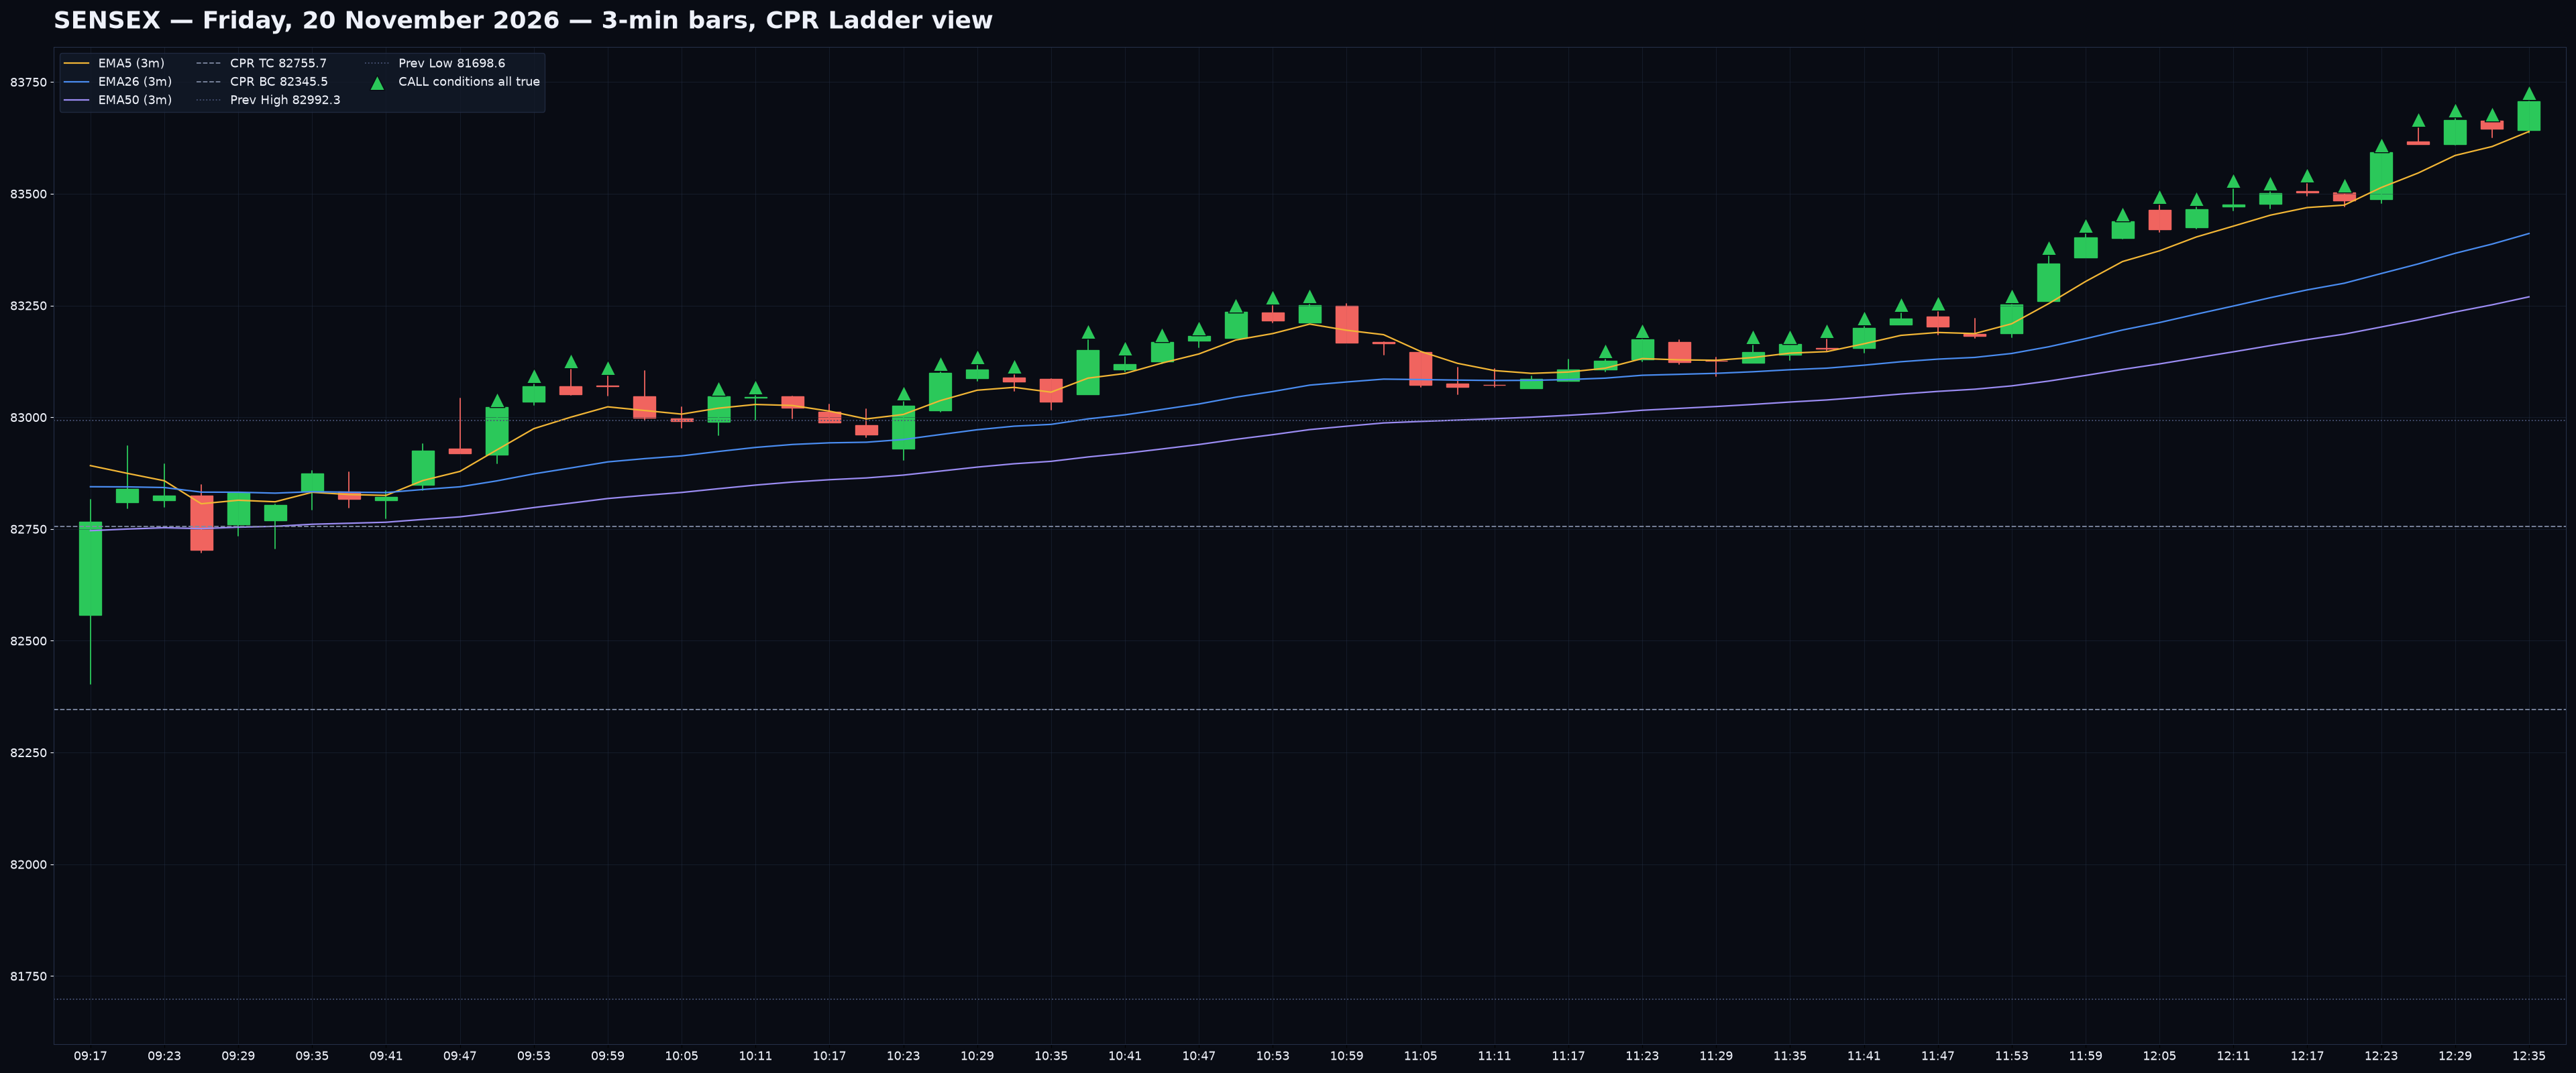 SENSEX — Friday, 20 November 2026 — 3-min bars, CPR Ladder view
EMA5 (3m)
EMA26 (3m)
EMA50 (3m)
CPR TC 82755.7
CPR BC 82345.5
Prev High 82992.3
Prev Low 81698.6
CALL conditions all true
83750
83500
83250
83000
82750
82500
82250
82000
81750
09:17 09:23 09:29 09:35 09:41 09:47 09:53 09:59 10:05 10:11 10:17 10:23 10:29 10:35 10:41 10:47 10:53 10:59 11:05 11:11 11:17 11:23 11:29 11:35 11:41 11:47 11:53 11:59 12:05 12:11 12:17 12:23 12:29 12:35